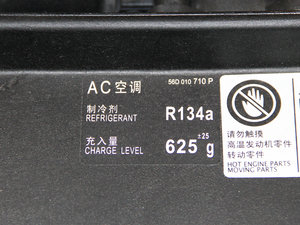 AC空调 56D 010 710 P
制冷剂
REFRIGERANT R134a
充入量 ±25
CHARGE LEVEL 625 g
请勿触摸
高温发动机零件
转动零件
HOT ENGINE PARTS
MOVING PARTS